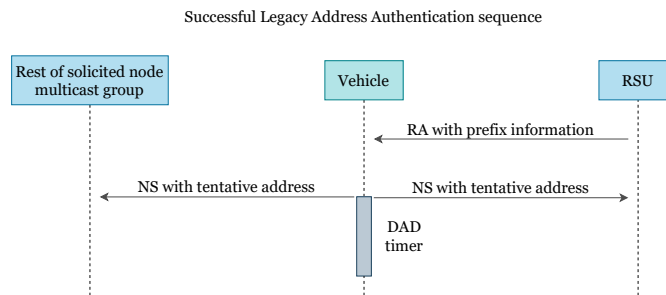 Successful Legacy Address Authentication sequence
Rest of solicited node
multicast group
Vehicle
RSU
RA with prefix information
NS with tentative address
NS with tentative address
DAD
timer